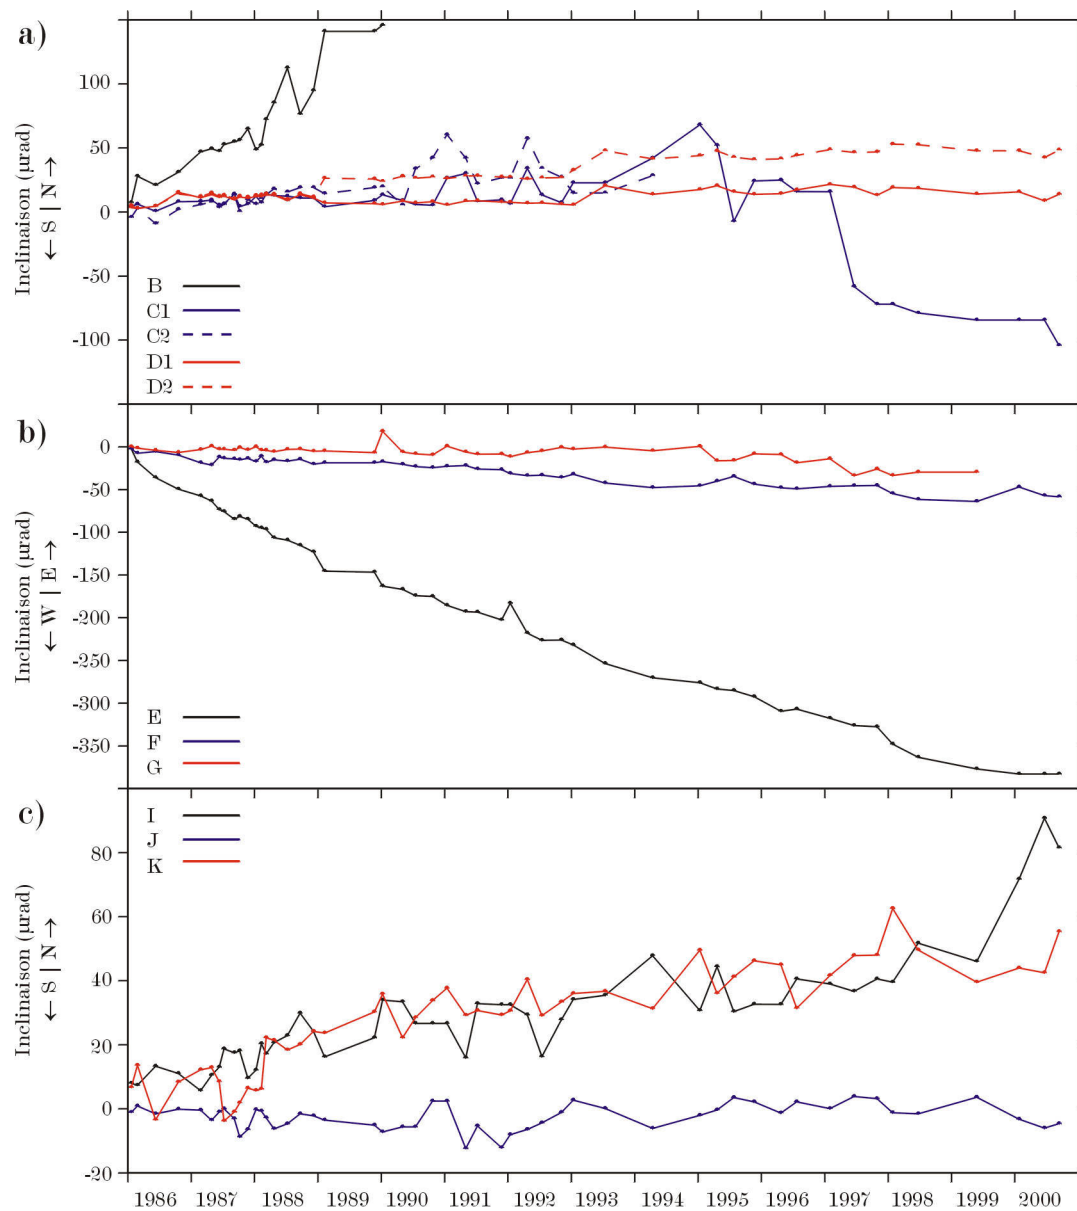 a)
Inclinaison (μrad)
← S | N →
100
50
0
-50
-100
B
C1
C2
D1
D2
b)
Inclinaison (μrad)
← W | E →
0
-50
-100
-150
-200
-250
-300
-350
E
F
G
c)
Inclinaison (μrad)
← S | N →
80
60
40
20
0
-20
I
J
K
1986 1987 1988 1989 1990 1991 1992 1993 1994 1995 1996 1997 1998 1999 2000